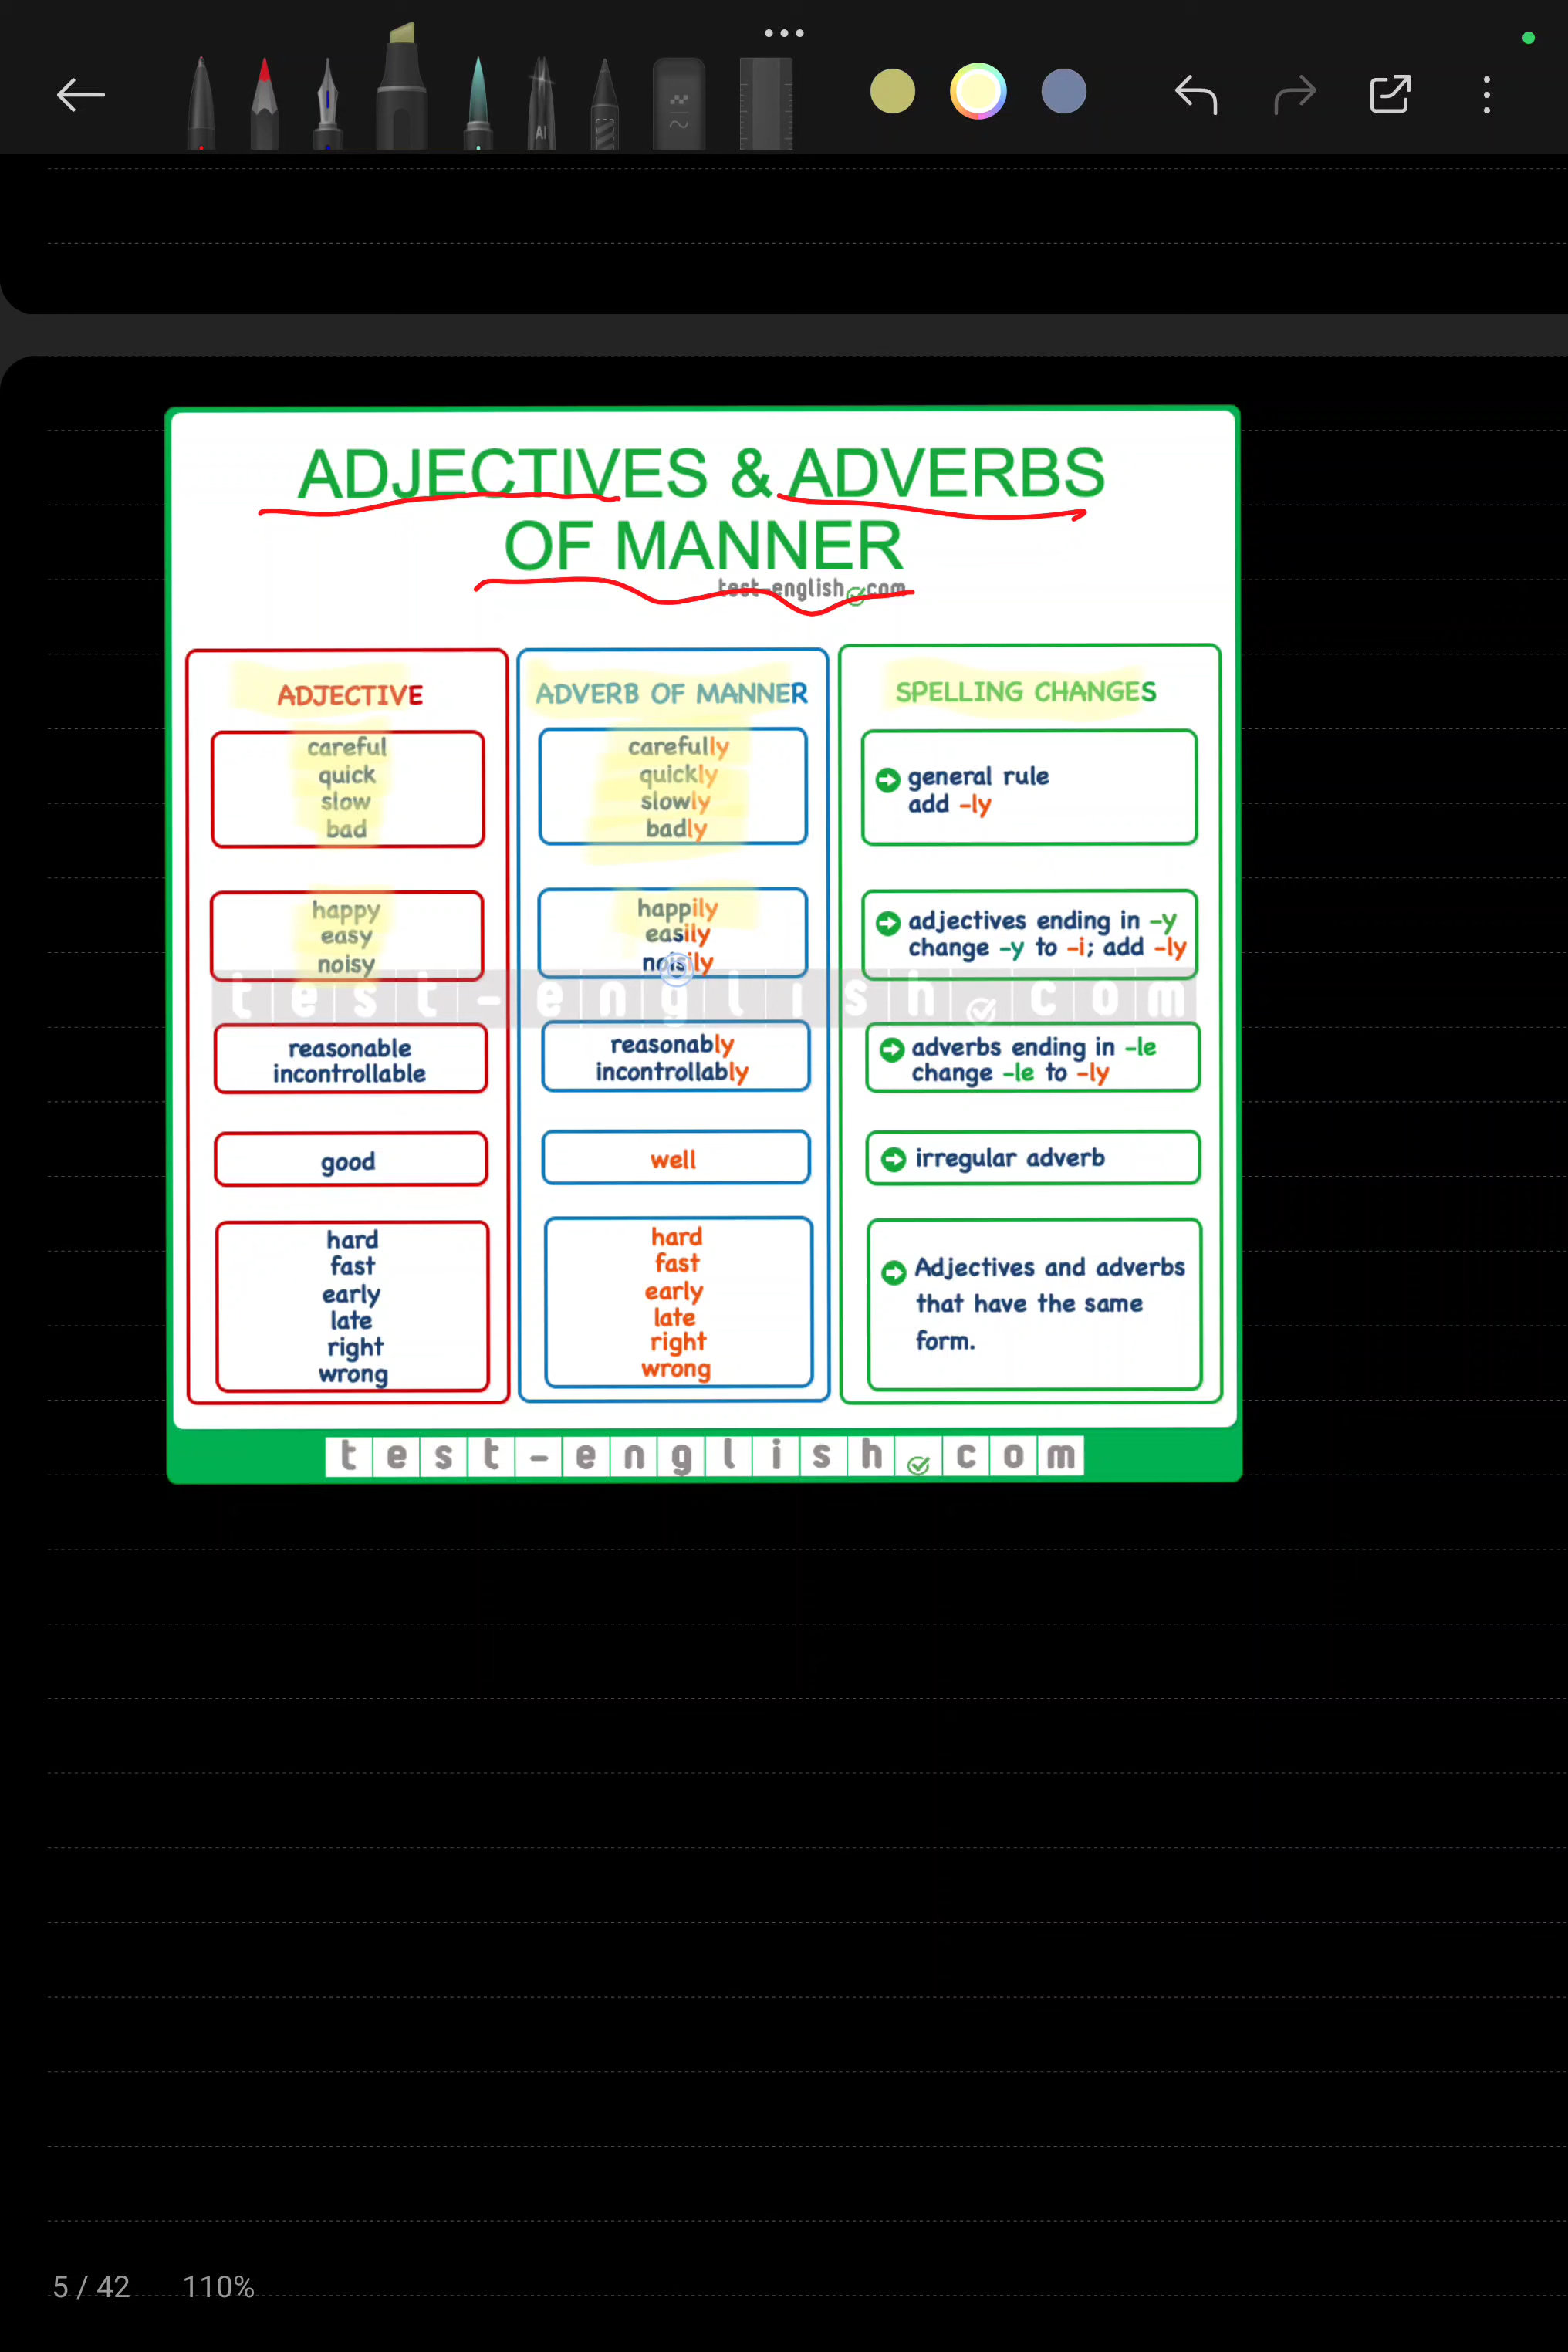 AI
ADJECTIVES & ADVERBS
OF MANNER
test-english.com
ADJECTIVE
careful
quick
slow
bad
happy
easy
noisy
reasonable
incontrollable
good
hard
fast
early
late
right
wrong
ADVERB OF MANNER
carefully
quickly
slowly
badly
happily
easily
noisily
reasonably
incontrollably
well
hard
fast
early
late
right
wrong
SPELLING CHANGES
general rule
add -ly
adjectives ending in -y
change -y to -i; add -ly
adverbs ending in -le
change -le to -ly
irregular adverb
Adjectives and adverbs
that have the same
form.
test-english.com
test-english.com
5 / 42 110%